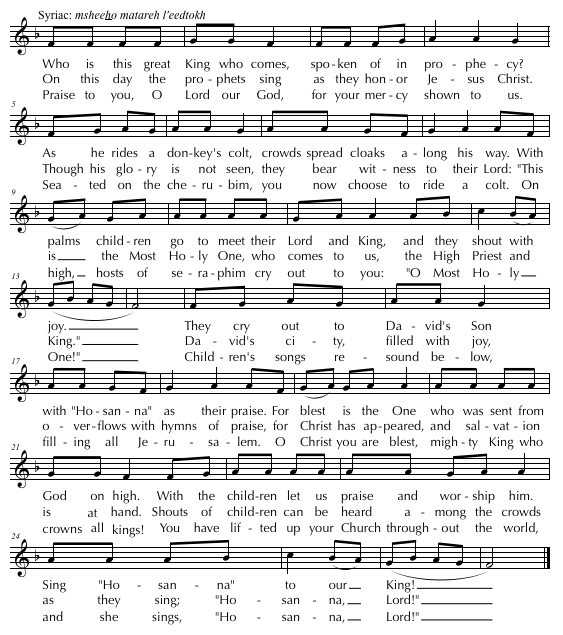 Syriac: msheeho matareh l'eedtokh
Who is this great King who comes, spo-ken of in pro - phe - cy?
On this day the pro-phets sing as they hon-or Je - sus Christ.
Praise to you, O Lord our God, for your mer-cy shown to us.
5
As he rides a don-key's colt, crowds spread cloaks a - long his way. With
Though his glo - ry is not seen, they bear wit - ness to their Lord: "This
Sea - ted on the che - ru - bim, you now choose to ride a colt. On
9
palms child - ren go to meet their Lord and King, and they shout with
is the Most Ho - ly One, who comes to us, the High Priest and
high, hosts of se - ra - phim cry out to you: "O Most Ho - ly
13
joy. They cry out to Da - vid's Son
King." Da - vid's ci - ty, filled with joy,
One!" Child - ren's songs re - sound be - low,
17
with "Ho - san - na" as their praise. For blest is the One who was sent from
o - ver-flows with hymns of praise, for Christ has ap-peared, and sal - vat - ion
fill - ing all Je - ru - sa - lem. O Christ you are blest, migh - ty King who
21
God on high. With the child-ren let us praise and wor - ship him.
is at hand. Shouts of child-ren can be heard a - mong the crowds
crowns all kings! You have lif - ted up your Church through - out the world,
24
Sing "Ho - san - na" to our King!
as they sing; "Ho - san - na, Lord!"
and she sings, "Ho - san - na, Lord!"